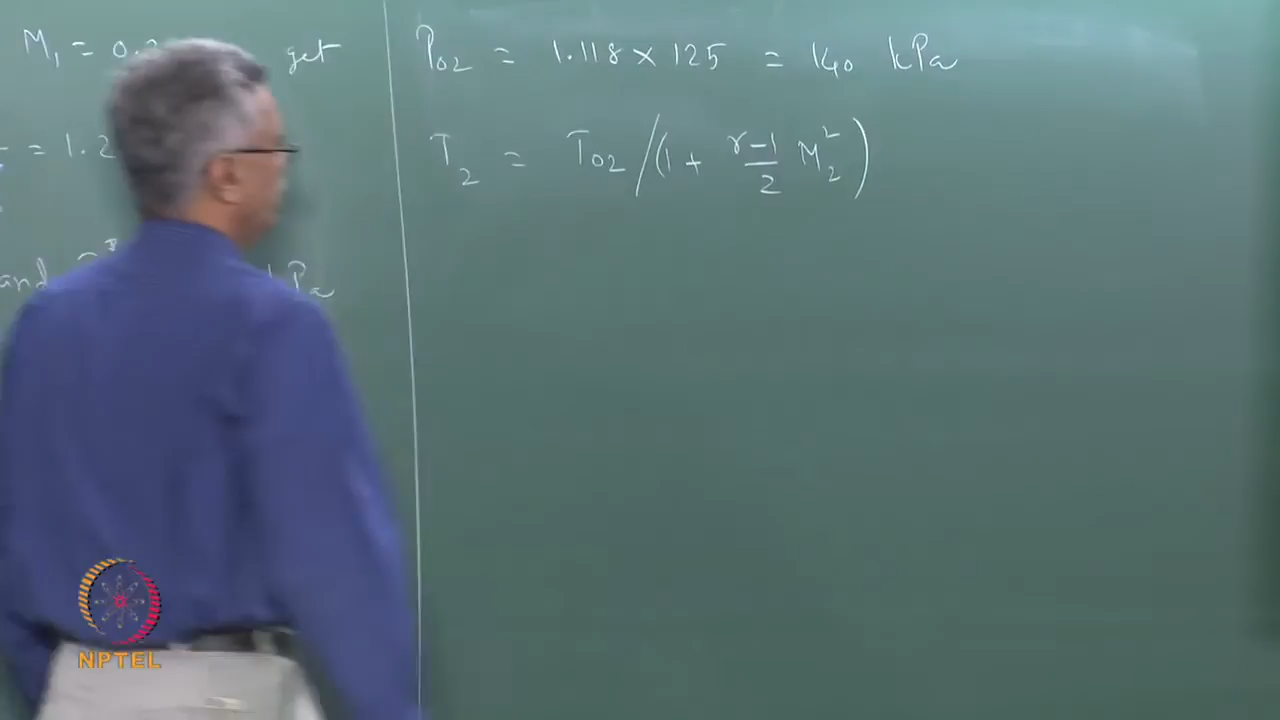 M₁ = 0. get
= 1.2
and Pa
P₀₂ = 1.118 × 125 = 140 kPa
T₂ = T₀₂ / (1 + γ-1/2 M₂²)
NPTEL